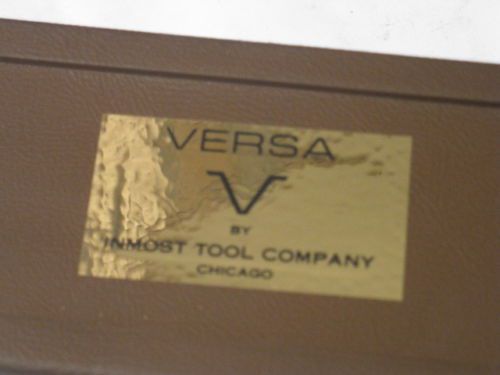 VERSA
V
BY
INMOST TOOL COMPANY
CHICAGO